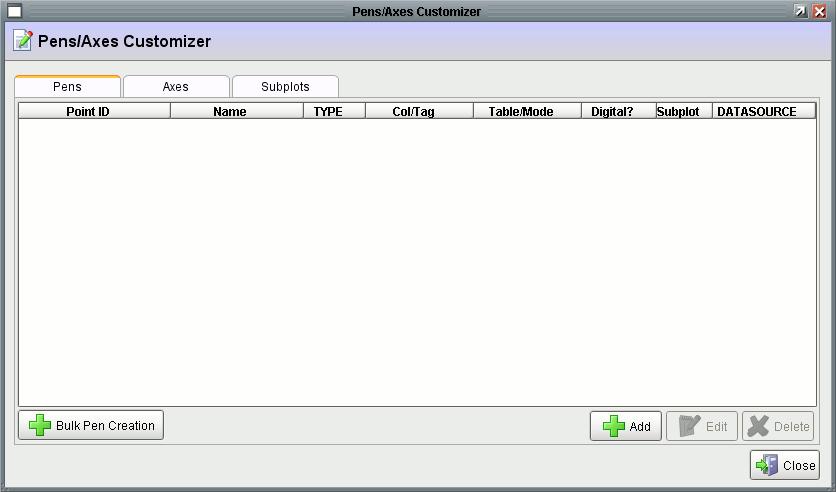 Pens/Axes Customizer
Pens/Axes Customizer
Pens Axes Subplots
Point ID Name TYPE Col/Tag Table/Mode Digital? Subplot DATASOURCE
Bulk Pen Creation Add Edit Delete
Close